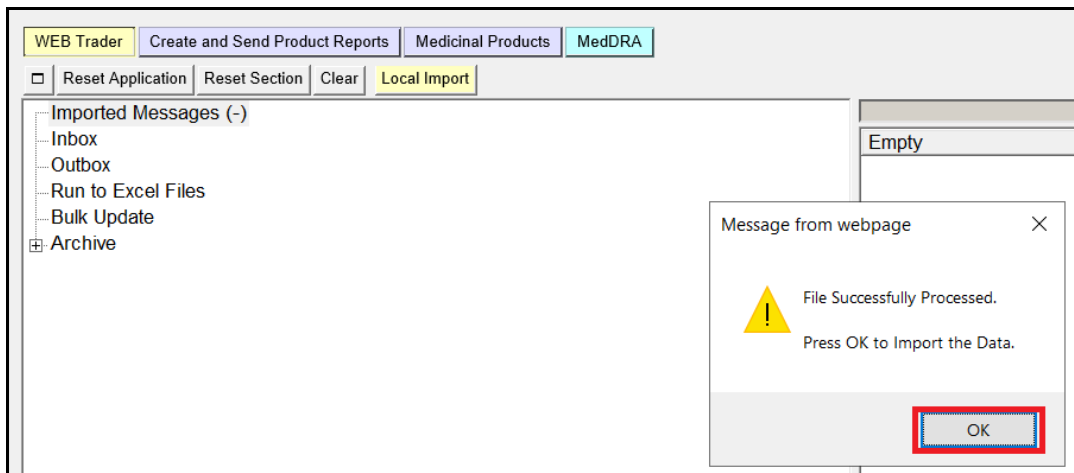 WEB Trader Create and Send Product Reports Medicinal Products MedDRA
Reset Application Reset Section Clear Local Import
Imported Messages (-)
Inbox
Outbox
Run to Excel Files
Bulk Update
Archive
Empty
Message from webpage
File Successfully Processed.
Press OK to Import the Data.
OK